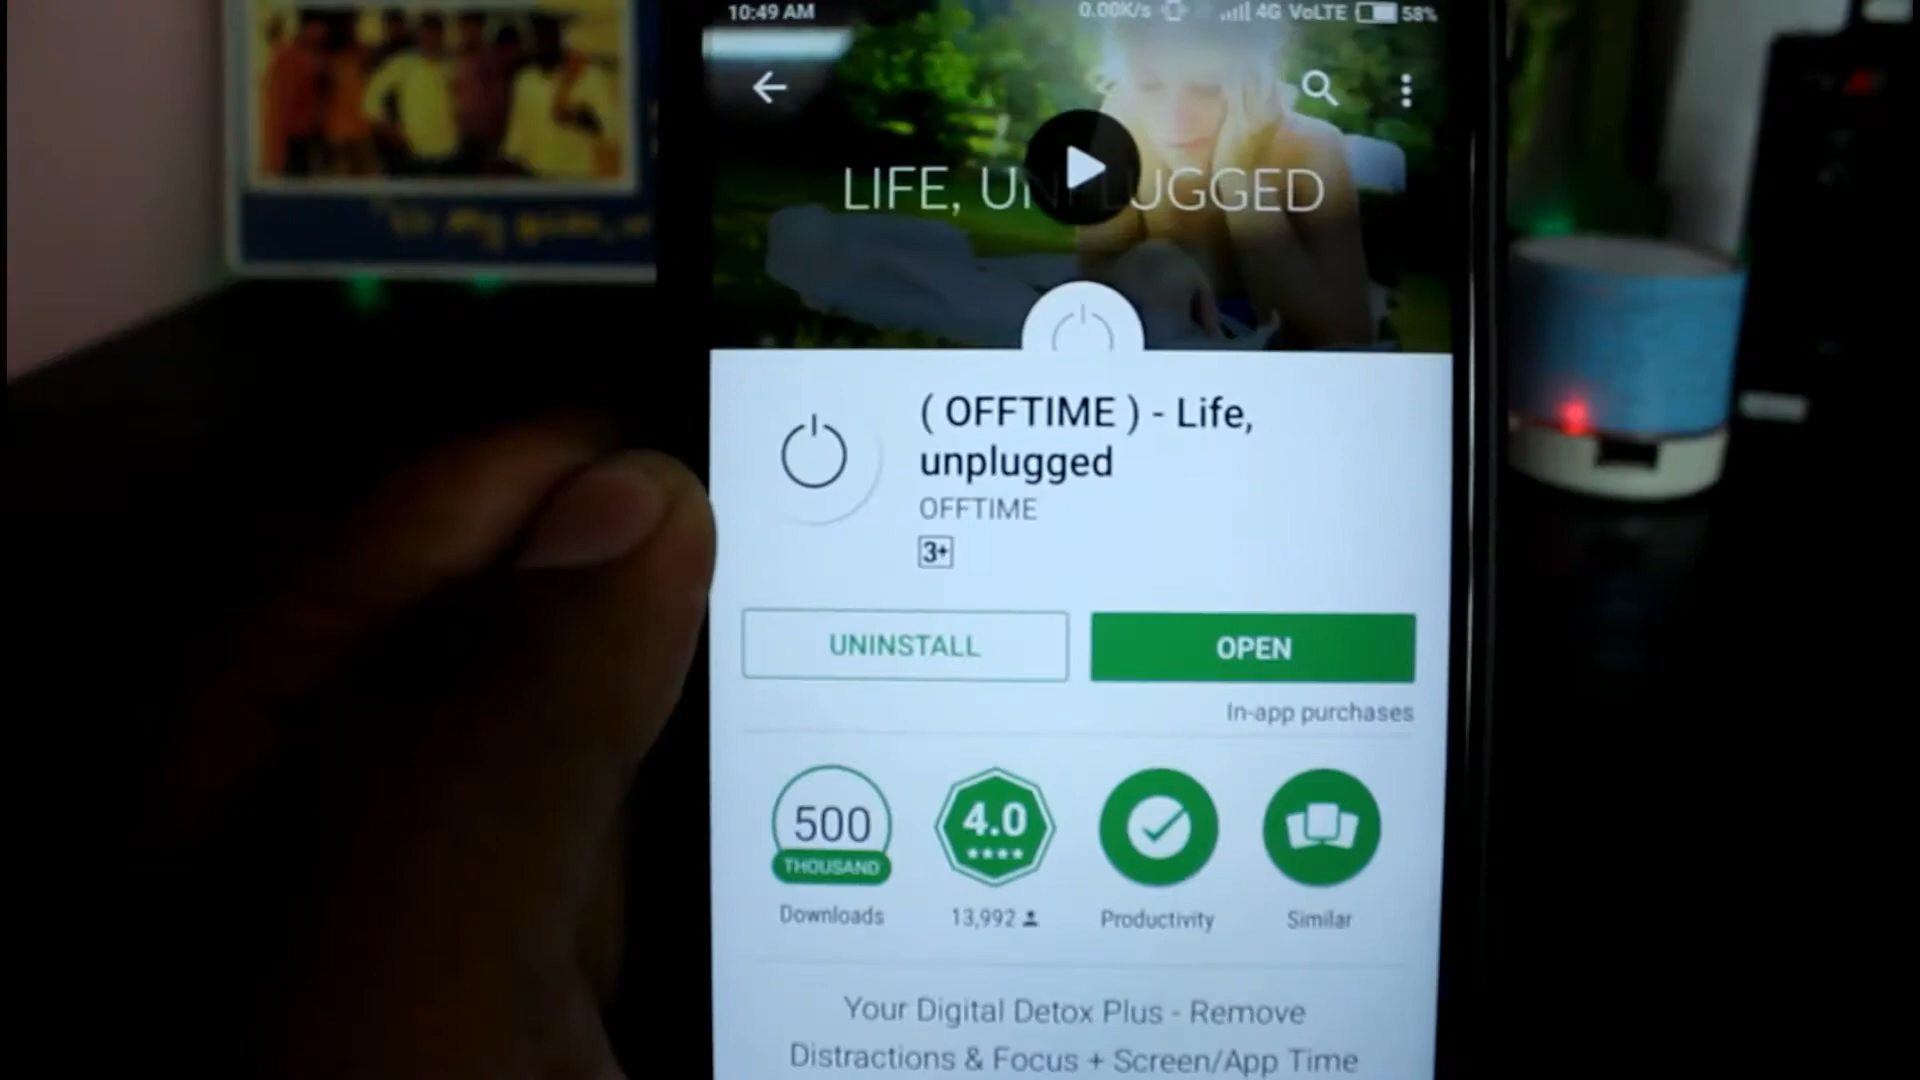 10:49 AM 0.00K/s 4G VoLTE 58%
LIFE, UNPLUGGED
( OFFTIME ) - Life,
unplugged
OFFTIME
3+
UNINSTALL OPEN
In-app purchases
500 4.0
THOUSAND
Downloads 13,992 Productivity Similar
Your Digital Detox Plus - Remove
Distractions & Focus + Screen/App Time